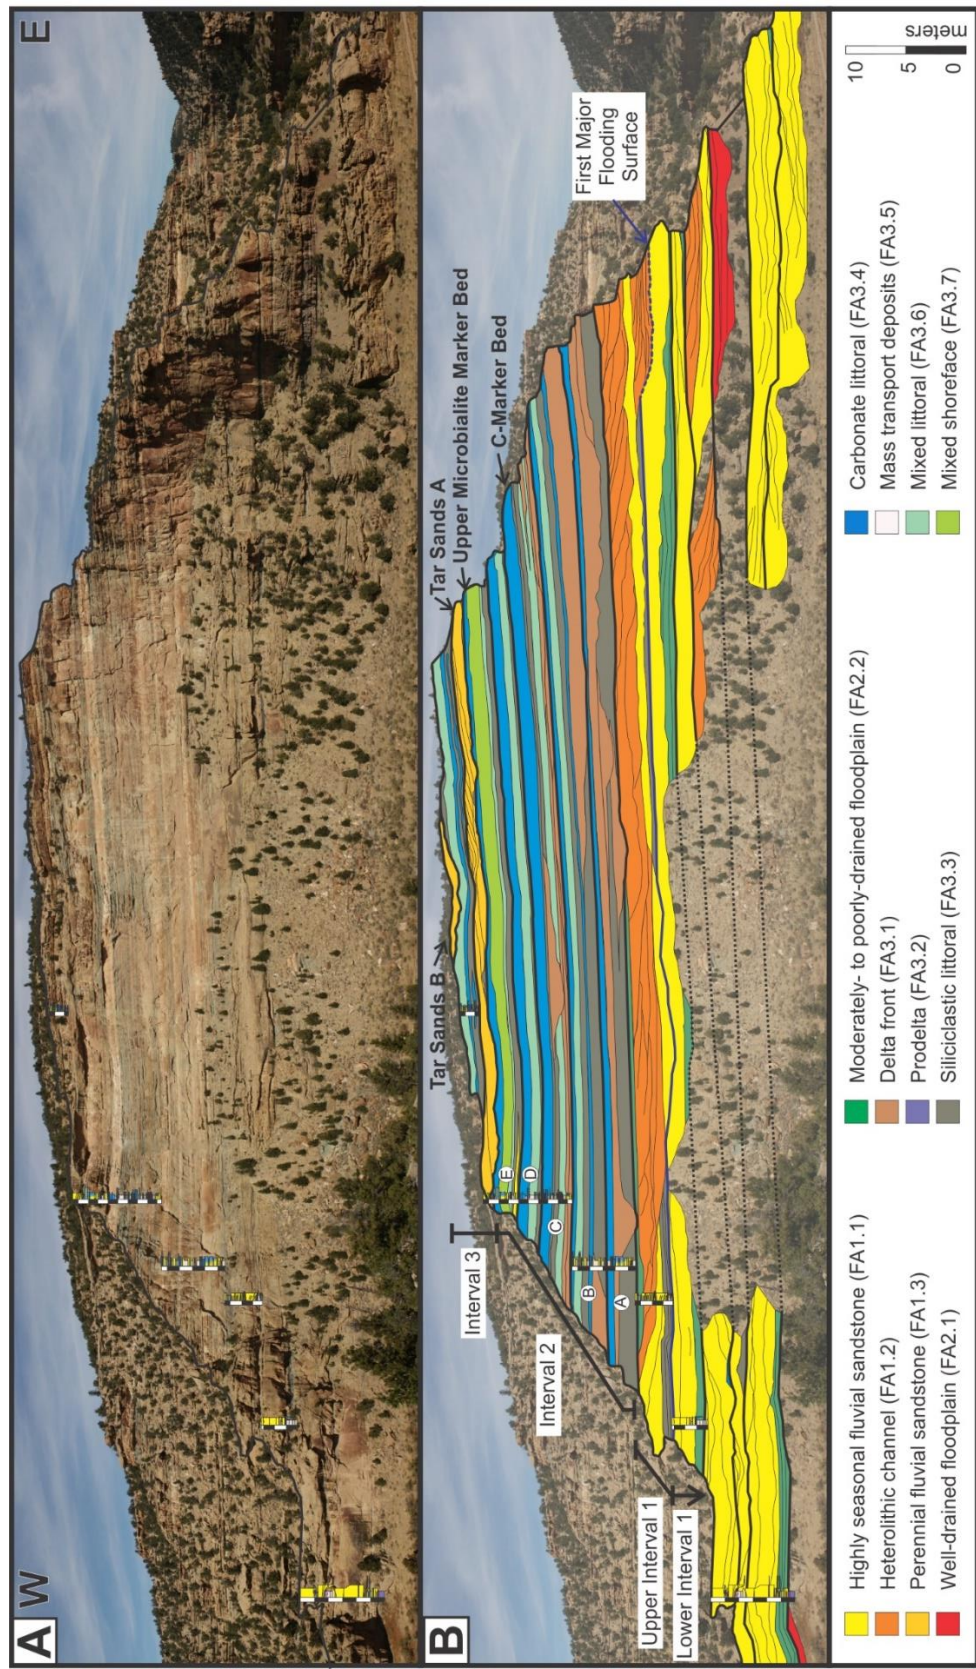 A
W
E
B
Tar Sands B
Tar Sands A
Upper Microbialite Marker Bed
C-Marker Bed
First Major
Flooding
Surface
Interval 3
Interval 2
Upper Interval 1
Lower Interval 1
E
D
C
B
A
Highly seasonal fluvial sandstone (FA1.1)
Heterolithic channel (FA1.2)
Perennial fluvial sandstone (FA1.3)
Well-drained floodplain (FA2.1)
Moderately- to poorly-drained floodplain (FA2.2)
Delta front (FA3.1)
Prodelta (FA3.2)
Siliciclastic littoral (FA3.3)
Carbonate littoral (FA3.4)
Mass transport deposits (FA3.5)
Mixed littoral (FA3.6)
Mixed shoreface (FA3.7)
10
5
0
meters